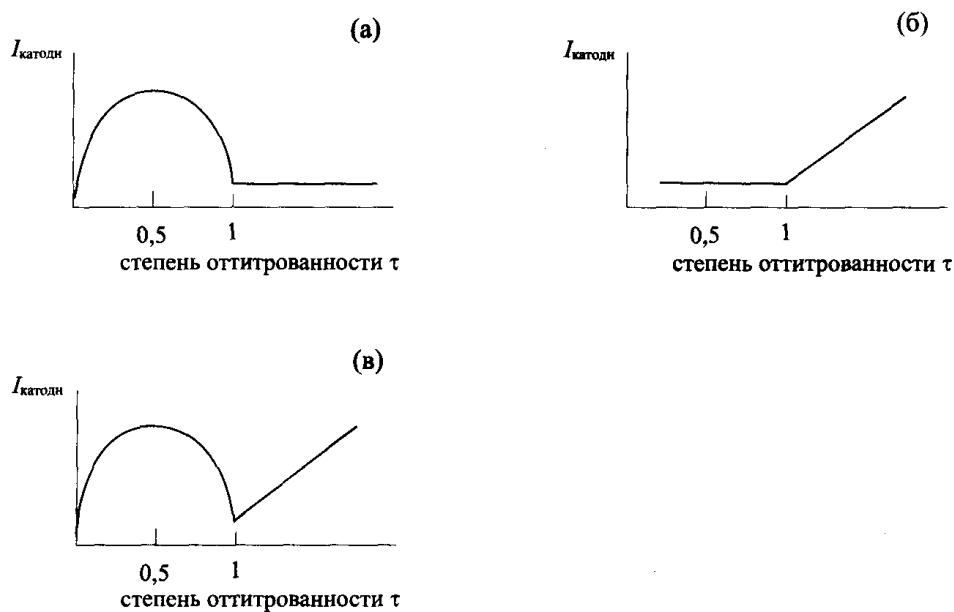 (а)
Iкатодн
0,5
1
степень оттитрованности τ
(б)
Iкатодн
0,5
1
степень оттитрованности τ
(в)
Iкатодн
0,5
1
степень оттитрованности τ